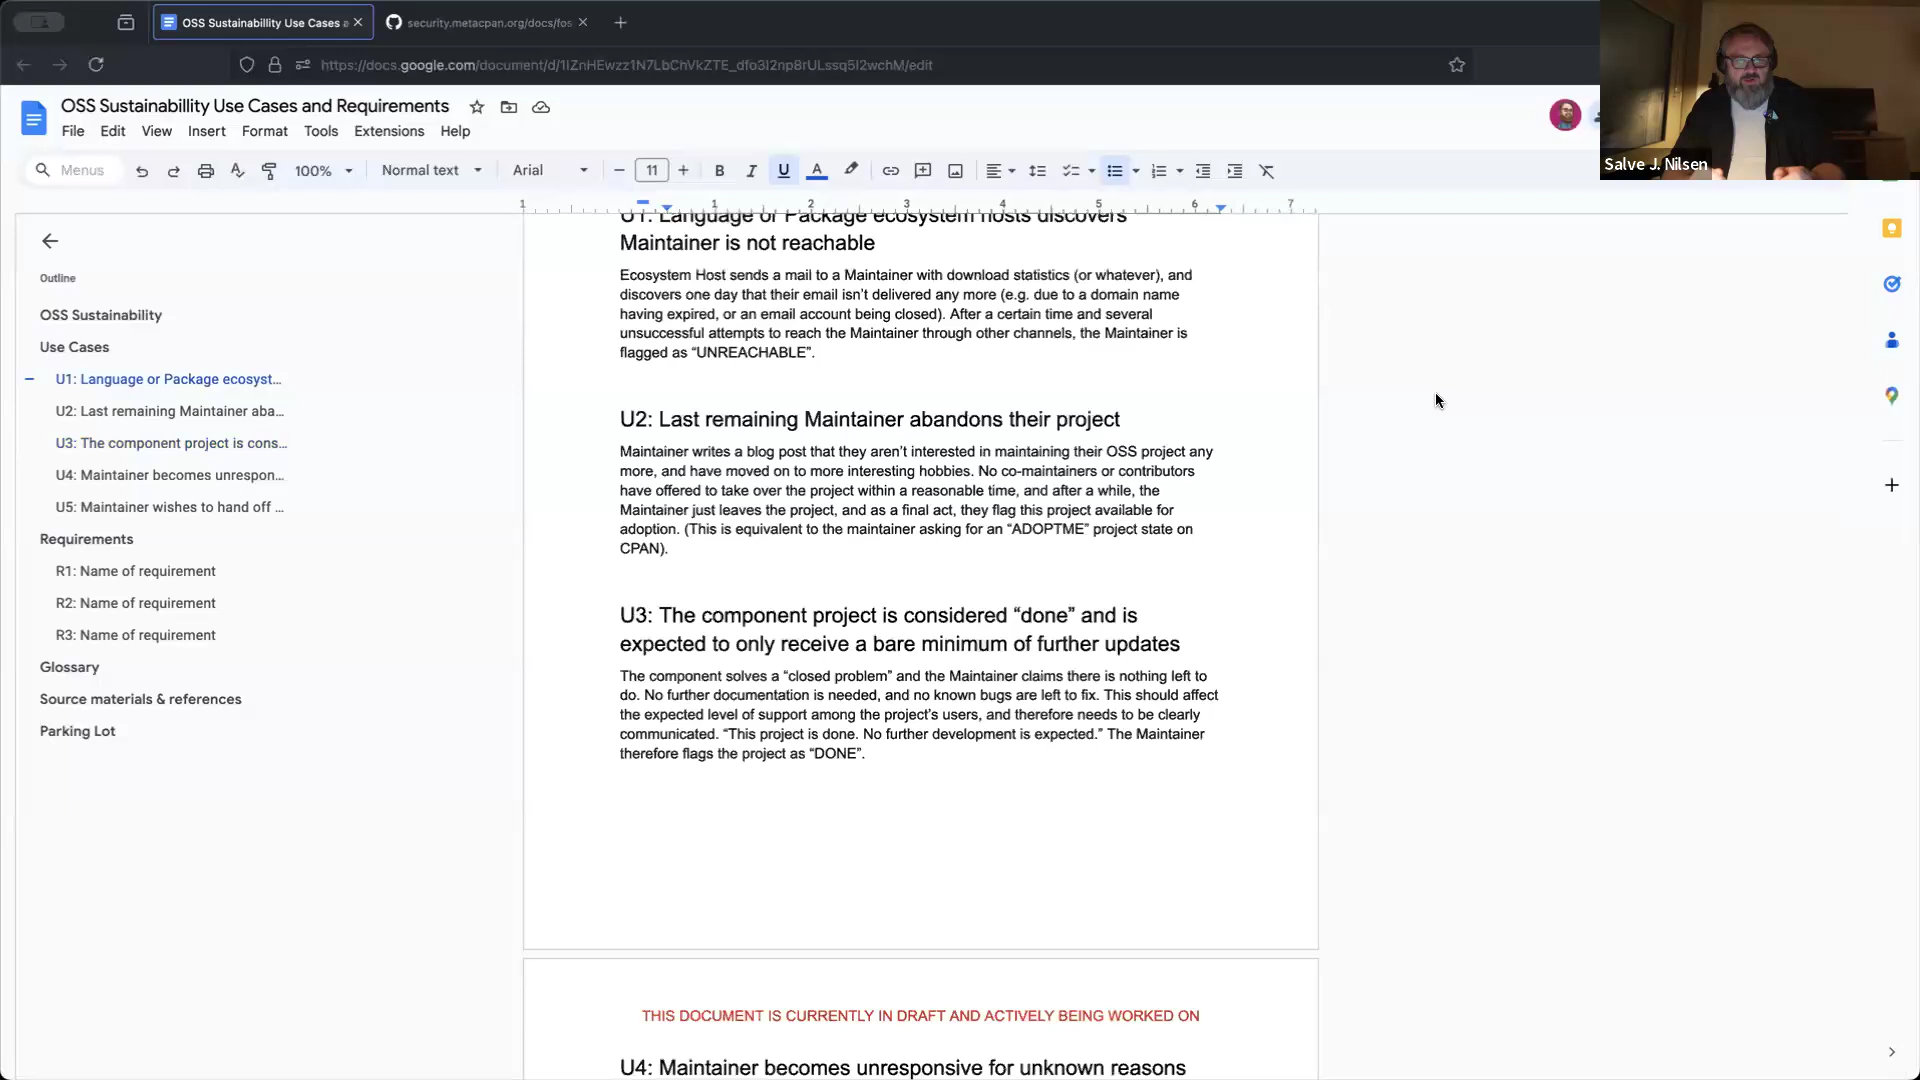 OSS Sustainabillity Use Cases a
security.metacpan.org/docs/fos
https://docs.google.com/document/d/1IZnHEwzz1N7LbChVkZTE_dfo3I2np8rULssq5I2wchM/edit
OSS Sustainabillity Use Cases and Requirements
File Edit View Insert Format Tools Extensions Help
Menus 100% Normal text Arial 11
Salve J. Nilsen
1 1 2 3 4 5 6 7
Outline
OSS Sustainability
Use Cases
U1: Language or Package ecosyst…
U2: Last remaining Maintainer aba…
U3: The component project is cons…
U4: Maintainer becomes unrespon…
U5: Maintainer wishes to hand off …
Requirements
R1: Name of requirement
R2: Name of requirement
R3: Name of requirement
Glossary
Source materials & references
Parking Lot
U1: Language or Package ecosystem hosts discovers
Maintainer is not reachable
Ecosystem Host sends a mail to a Maintainer with download statistics (or whatever), and
discovers one day that their email isn’t delivered any more (e.g. due to a domain name
having expired, or an email account being closed). After a certain time and several
unsuccessful attempts to reach the Maintainer through other channels, the Maintainer is
flagged as “UNREACHABLE”.
U2: Last remaining Maintainer abandons their project
Maintainer writes a blog post that they aren’t interested in maintaining their OSS project any
more, and have moved on to more interesting hobbies. No co-maintainers or contributors
have offered to take over the project within a reasonable time, and after a while, the
Maintainer just leaves the project, and as a final act, they flag this project available for
adoption. (This is equivalent to the maintainer asking for an “ADOPTME” project state on
CPAN).
U3: The component project is considered “done” and is
expected to only receive a bare minimum of further updates
The component solves a “closed problem” and the Maintainer claims there is nothing left to
do. No further documentation is needed, and no known bugs are left to fix. This should affect
the expected level of support among the project’s users, and therefore needs to be clearly
communicated. “This project is done. No further development is expected.” The Maintainer
therefore flags the project as “DONE”.
THIS DOCUMENT IS CURRENTLY IN DRAFT AND ACTIVELY BEING WORKED ON
U4: Maintainer becomes unresponsive for unknown reasons